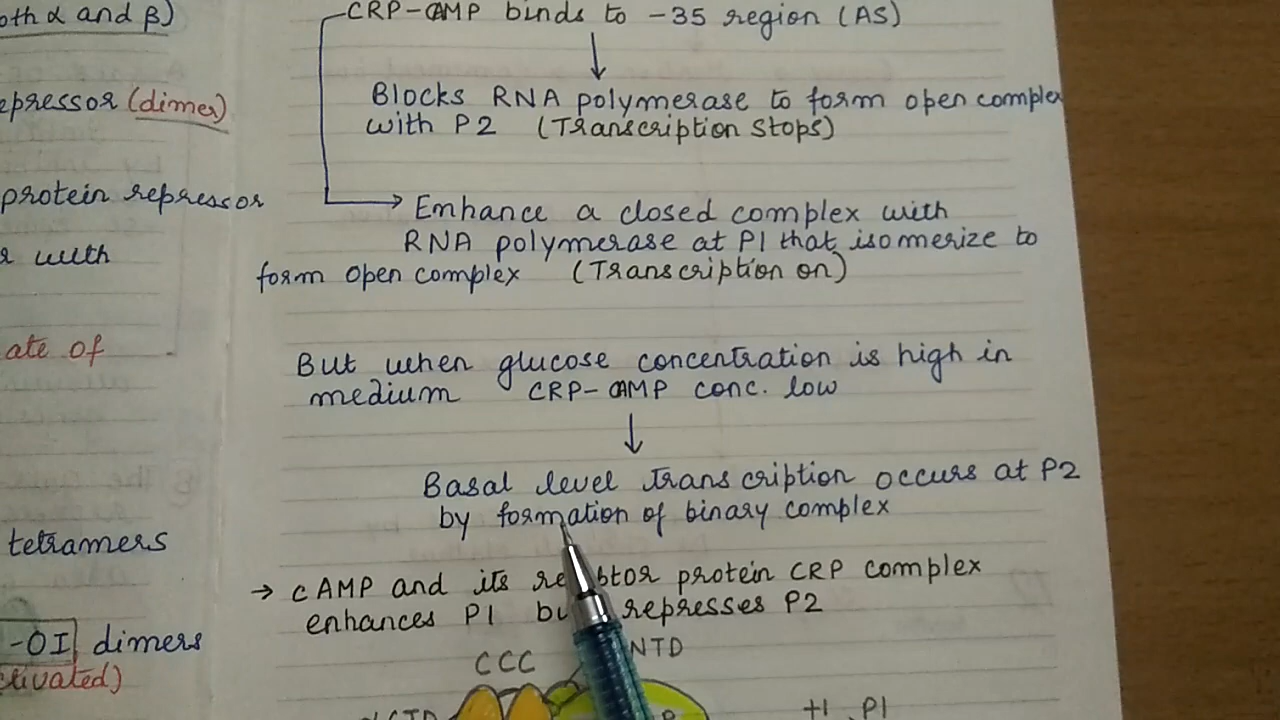 oth α and β)
epressor (dimer)
protein repressor
with
ate of
tetramers
-OI dimers
CRP-CAMP binds to -35 region (AS)
Blocks RNA polymerase to form open complex
with P2 (Transcription Stops)
Enhance a closed complex with
RNA polymerase at P1 that isomerize to
form open complex (Transcription on)
But when glucose concentration is high in
medium CRP-CAMP conc. low
Basal level transcription occurs at P2
by formation of binary complex
→ CAMP and its protein CRP complex
enhances P1 represses P2
CCC NTD
+1 P1